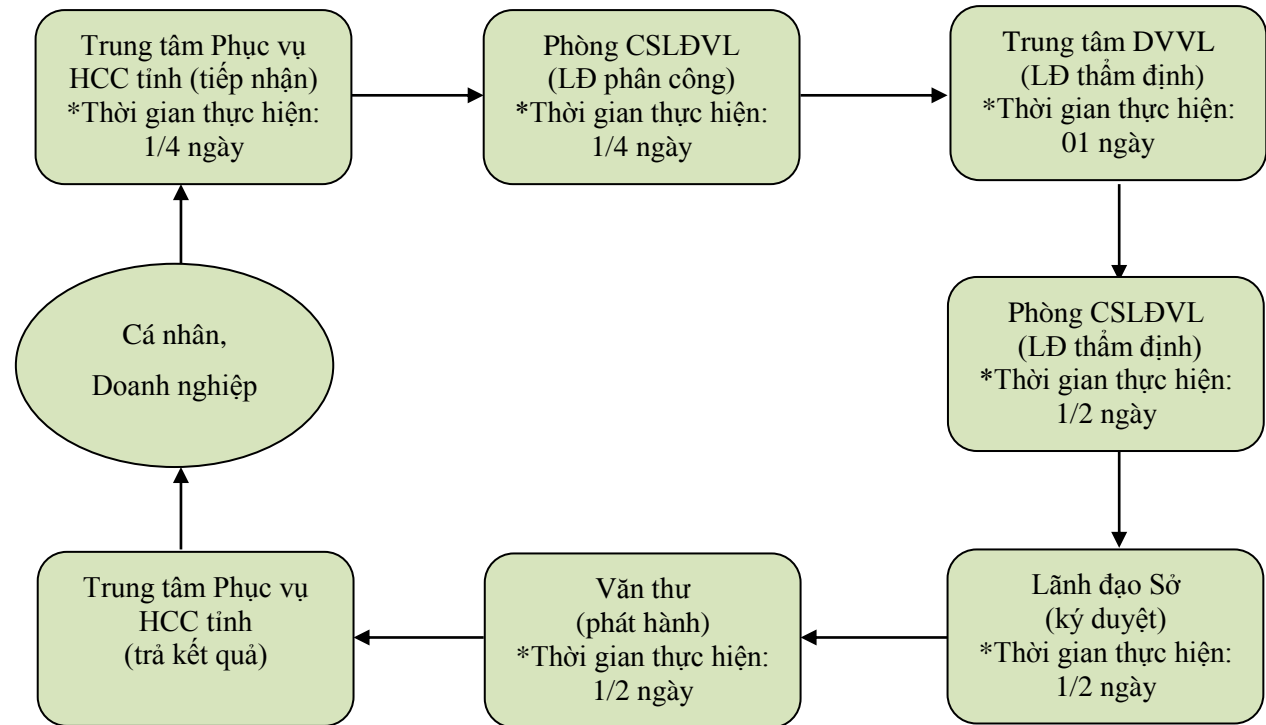 Trung tâm Phục vụ
HCC tỉnh (tiếp nhận)
*Thời gian thực hiện:
1/4 ngày
Phòng CSLĐVL
(LĐ phân công)
*Thời gian thực hiện:
1/4 ngày
Trung tâm DVVL
(LĐ thẩm định)
*Thời gian thực hiện:
01 ngày
Phòng CSLĐVL
(LĐ thẩm định)
*Thời gian thực hiện:
1/2 ngày
Lãnh đạo Sở
(ký duyệt)
*Thời gian thực hiện:
1/2 ngày
Văn thư
(phát hành)
*Thời gian thực hiện:
1/2 ngày
Trung tâm Phục vụ
HCC tỉnh
(trả kết quả)
Cá nhân,
Doanh nghiệp